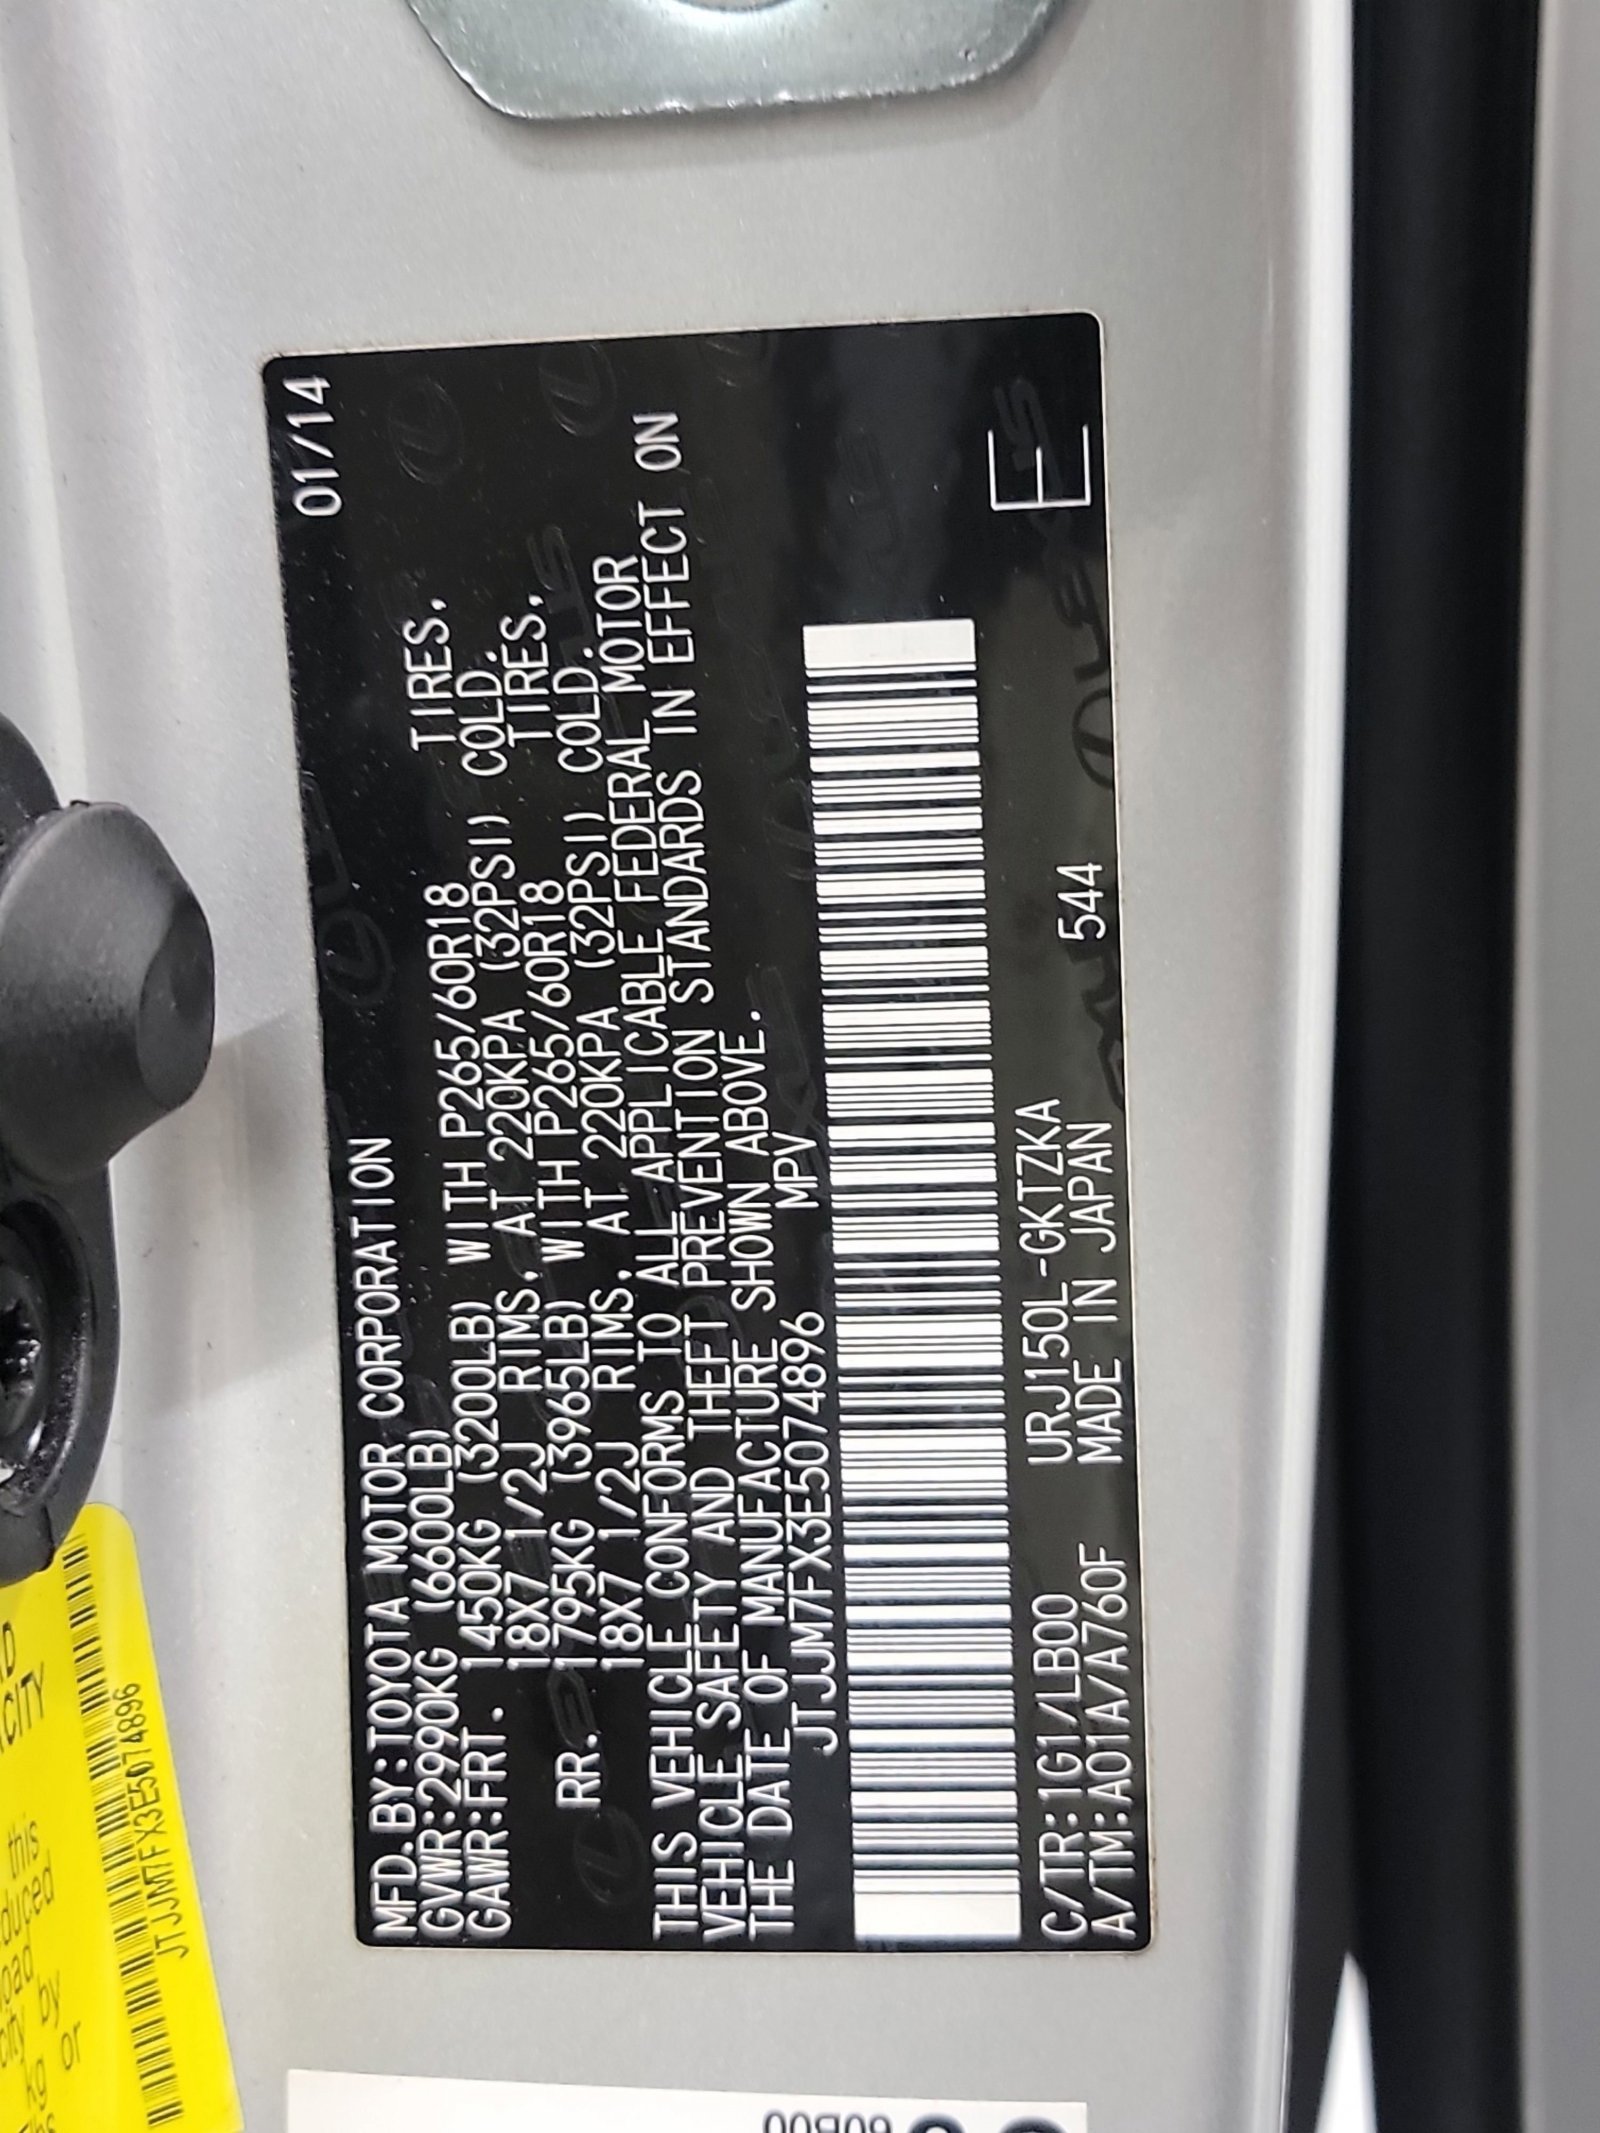 01/14
MFD.BY:TOYOTA MOTOR CORPORATION
GVWR:2990KG (6600LB)
GAWR:FRT. 1450KG (3200LB) WITH P265/60R18 TIRES,
18X7 1/2J RIMS, AT 220KPA (32PSI) COLD.
RR. 1795KG (3965LB) WITH P265/60R18 TIRES,
18X7 1/2J RIMS, AT 220KPA (32PSI) COLD.
THIS VEHICLE CONFORMS TO ALL APPLICABLE FEDERAL MOTOR
VEHICLE SAFETY AND THEFT PREVENTION STANDARDS IN EFFECT ON
THE DATE OF MANUFACTURE SHOWN ABOVE.
JTJJM7FX3E5074896 MPV
C/TR:1G1/LB00 URJ150L-GKTZKA 544
A/TM:A01A/A760F MADE IN JAPAN
E
this
by
kg or
JTJJM7FX3E5074896